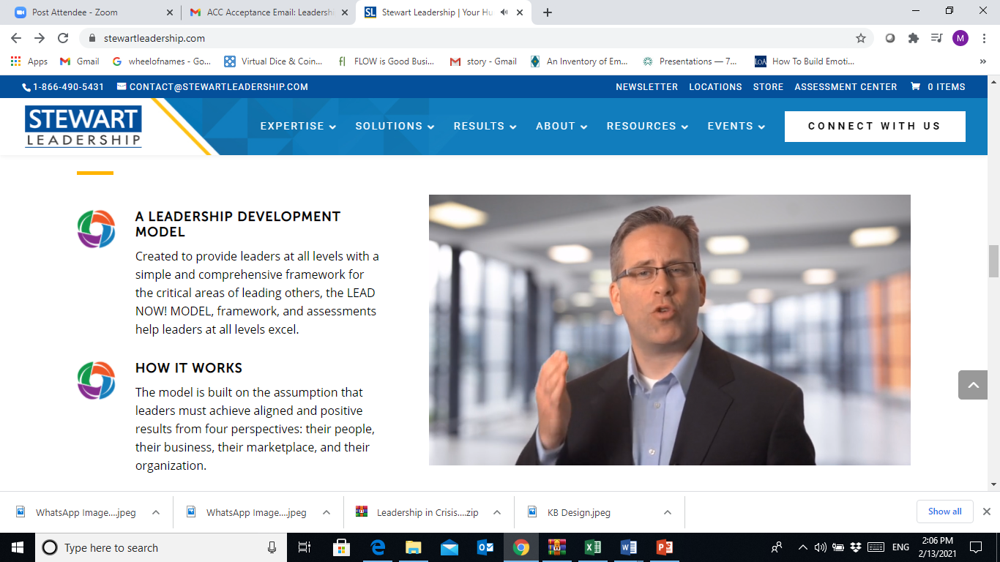 Post Attendee - Zoom
ACC Acceptance Email: Leadershi
Stewart Leadership | Your Hu
stewartleadership.com
M
Apps
Gmail
wheelofnames - Go...
Virtual Dice & Coin...
FLOW is Good Busi...
story - Gmail
An Inventory of Em...
Presentations — 7...
How To Build Emoti...
1-866-490-5431
CONTACT@STEWARTLEADERSHIP.COM
NEWSLETTER
LOCATIONS
STORE
ASSESSMENT CENTER
0 ITEMS
STEWART
LEADERSHIP
EXPERTISE
SOLUTIONS
RESULTS
ABOUT
RESOURCES
EVENTS
CONNECT WITH US
A LEADERSHIP DEVELOPMENT
MODEL
Created to provide leaders at all levels with a
simple and comprehensive framework for
the critical areas of leading others, the LEAD
NOW! MODEL, framework, and assessments
help leaders at all levels excel.
HOW IT WORKS
The model is built on the assumption that
leaders must achieve aligned and positive
results from four perspectives: their people,
their business, their marketplace, and their
organization.
WhatsApp Image....jpeg
WhatsApp Image....jpeg
Leadership in Crisis....zip
KB Design.jpeg
Show all
Type here to search
ENG
2:06 PM
2/13/2021